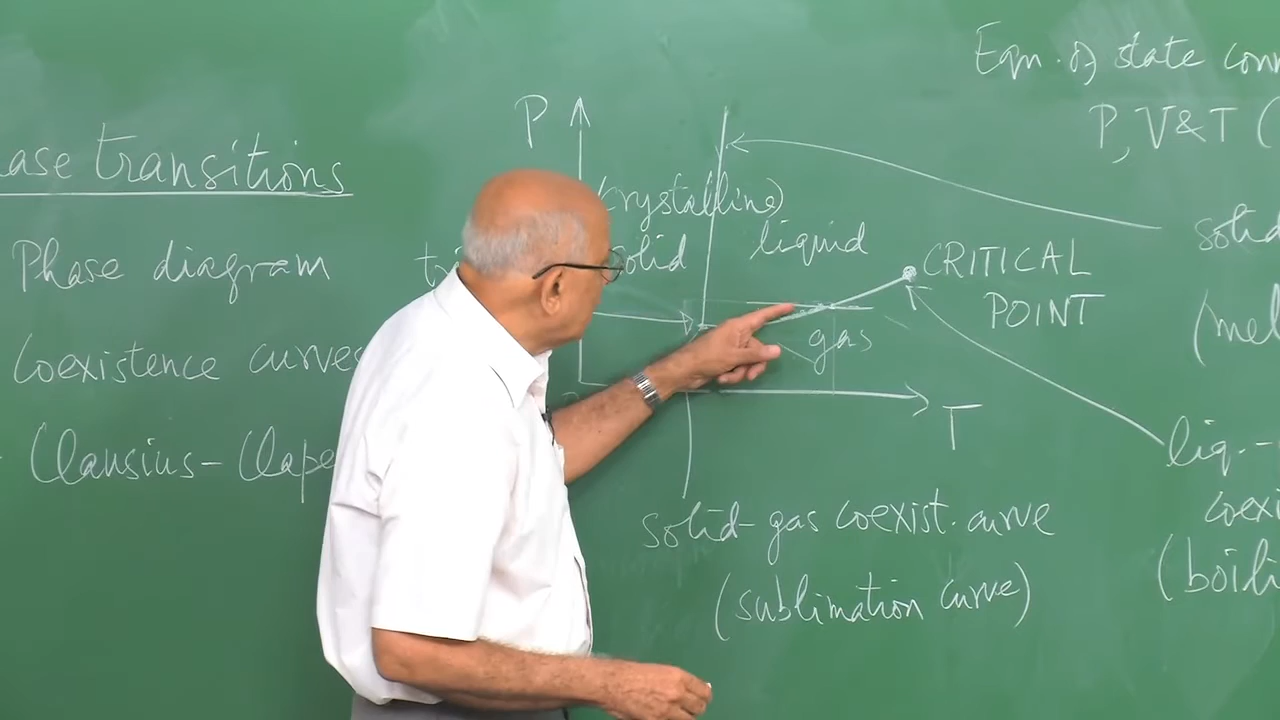 ase transitions
Phase diagram
Coexistence curves
Clausius-Clape
P
(crystalline)
solid
tri
liquid
gas
T
CRITICAL
POINT
solid-gas coexist. curve
(sublimation curve)
Eqn. of state conn
P, V & T (
solid
(mel
liq.-
coexi
(boili